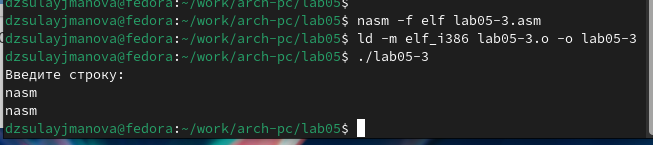 dzsulayjmanova@fedora:~/work/arch-pc/lab05$
dzsulayjmanova@fedora:~/work/arch-pc/lab05$ nasm -f elf lab05-3.asm
dzsulayjmanova@fedora:~/work/arch-pc/lab05$ ld -m elf_i386 lab05-3.o -o lab05-3
dzsulayjmanova@fedora:~/work/arch-pc/lab05$ ./lab05-3
Введите строку:
nasm
nasm
dzsulayjmanova@fedora:~/work/arch-pc/lab05$